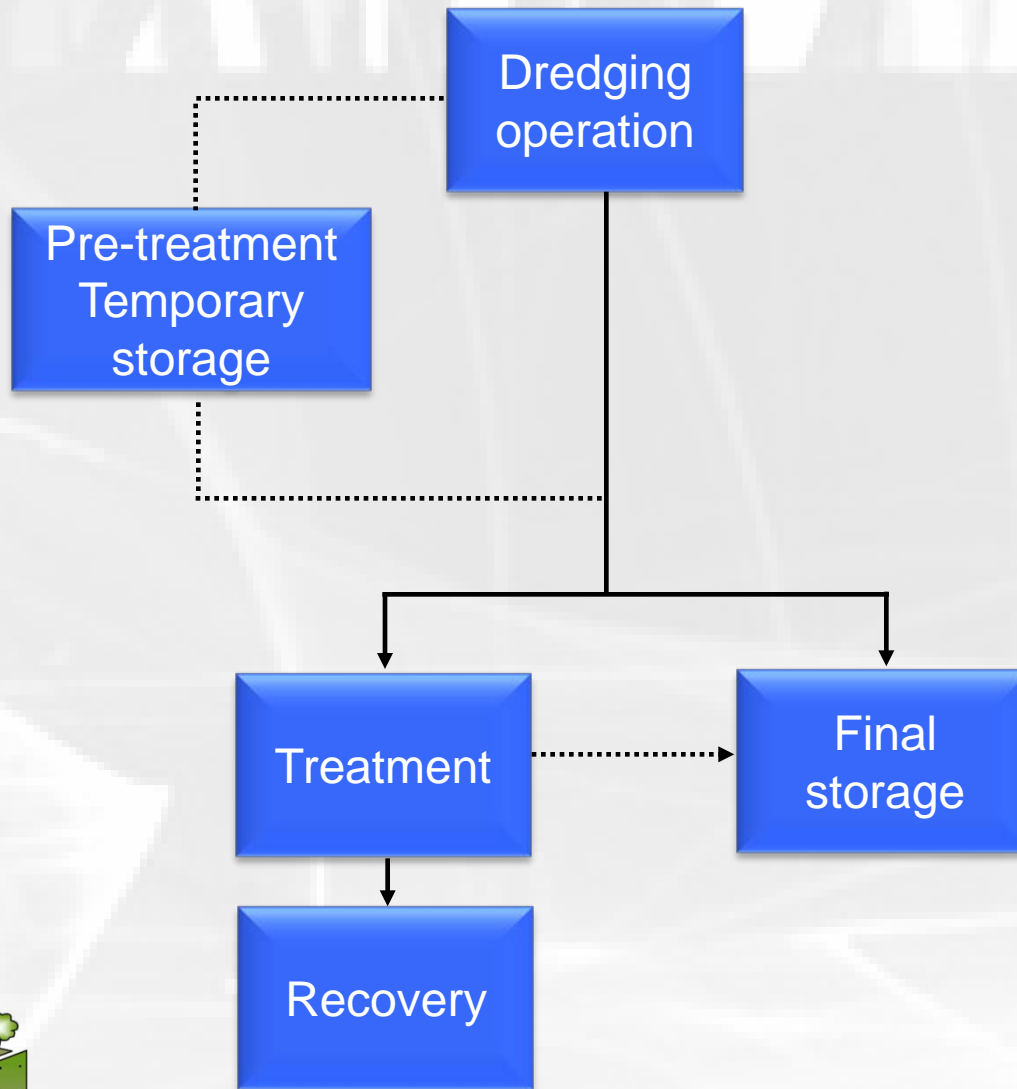 Dredging
operation
Pre-treatment
Temporary
storage
Treatment
Final
storage
Recovery